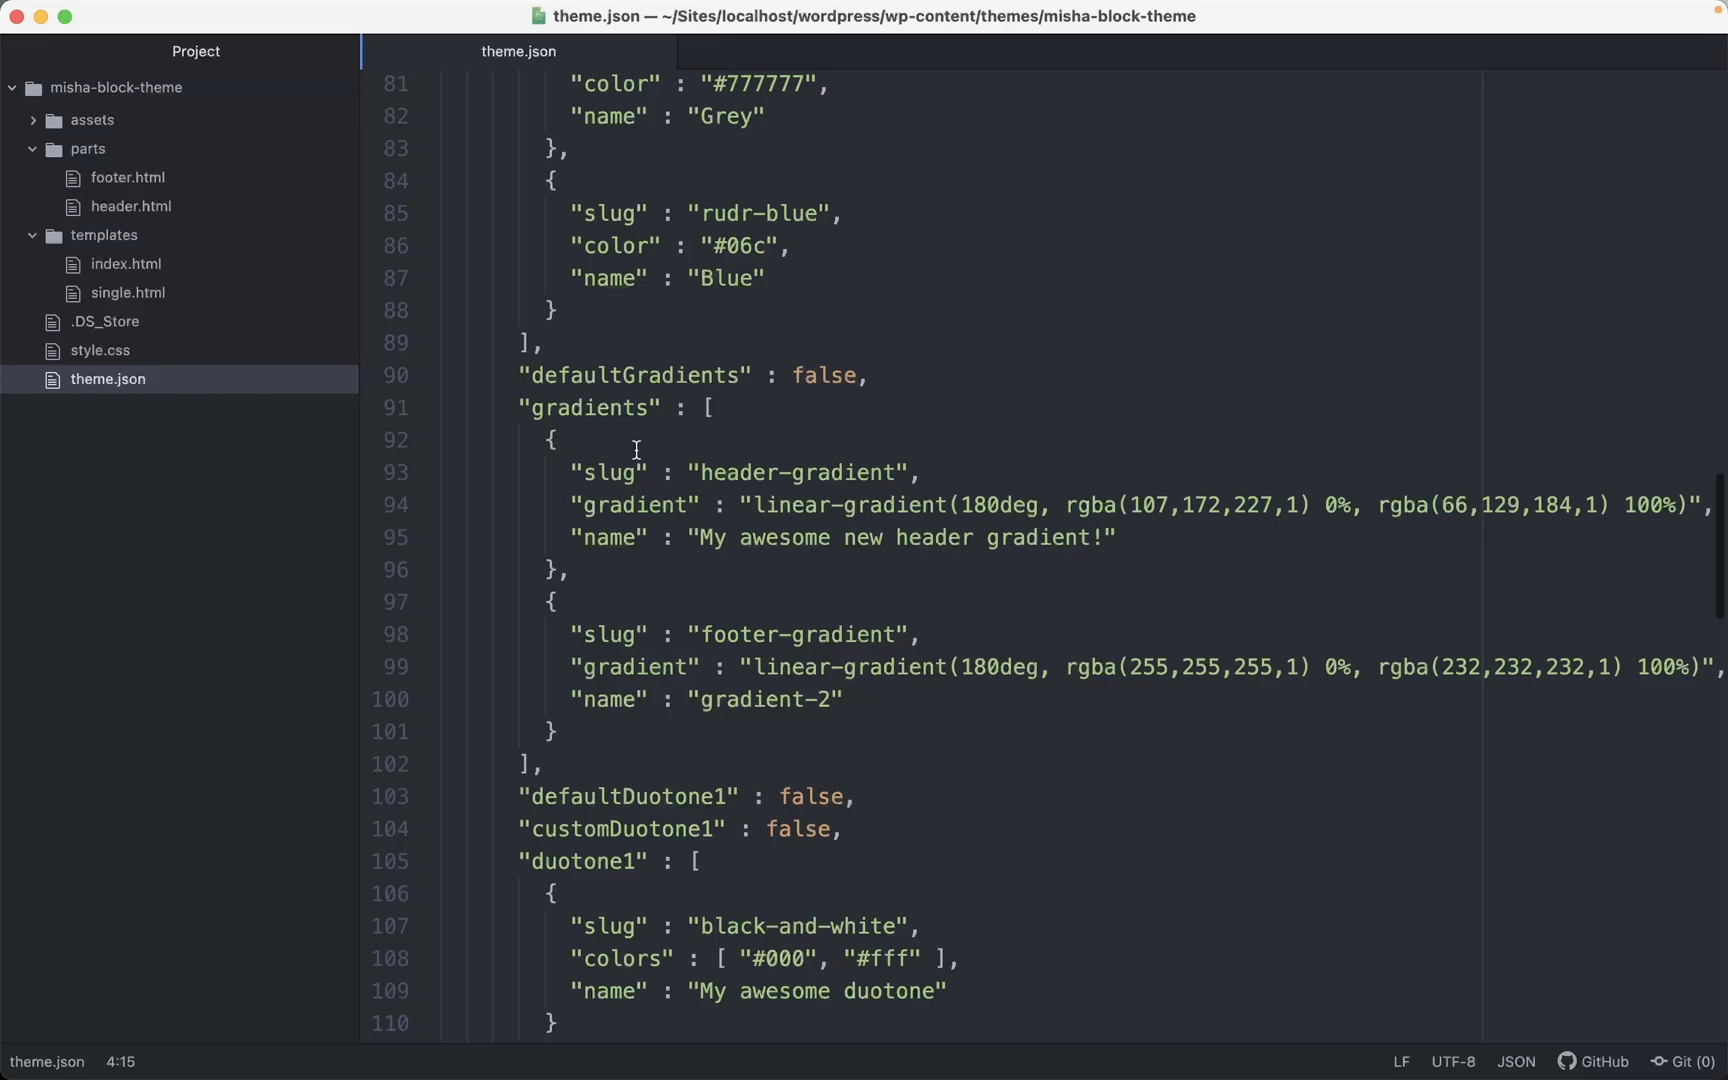 theme.json — ~/Sites/localhost/wordpress/wp-content/themes/misha-block-theme
Project
theme.json
misha-block-theme
assets
parts
footer.html
header.html
templates
index.html
single.html
.DS_Store
style.css
theme.json
81 "color" : "#777777",
82 "name" : "Grey"
83 },
84 {
85 "slug" : "rudr-blue",
86 "color" : "#06c",
87 "name" : "Blue"
88 }
89 ],
90 "defaultGradients" : false,
91 "gradients" : [
92 {
93 "slug" : "header-gradient",
94 "gradient" : "linear-gradient(180deg, rgba(107,172,227,1) 0%, rgba(66,129,184,1) 100%)",
95 "name" : "My awesome new header gradient!"
96 },
97 {
98 "slug" : "footer-gradient",
99 "gradient" : "linear-gradient(180deg, rgba(255,255,255,1) 0%, rgba(232,232,232,1) 100%)",
100 "name" : "gradient-2"
101 }
102 ],
103 "defaultDuotone1" : false,
104 "customDuotone1" : false,
105 "duotone1" : [
106 {
107 "slug" : "black-and-white",
108 "colors" : [ "#000", "#fff" ],
109 "name" : "My awesome duotone"
110 }
theme.json 4:15 LF UTF-8 JSON GitHub Git (0)